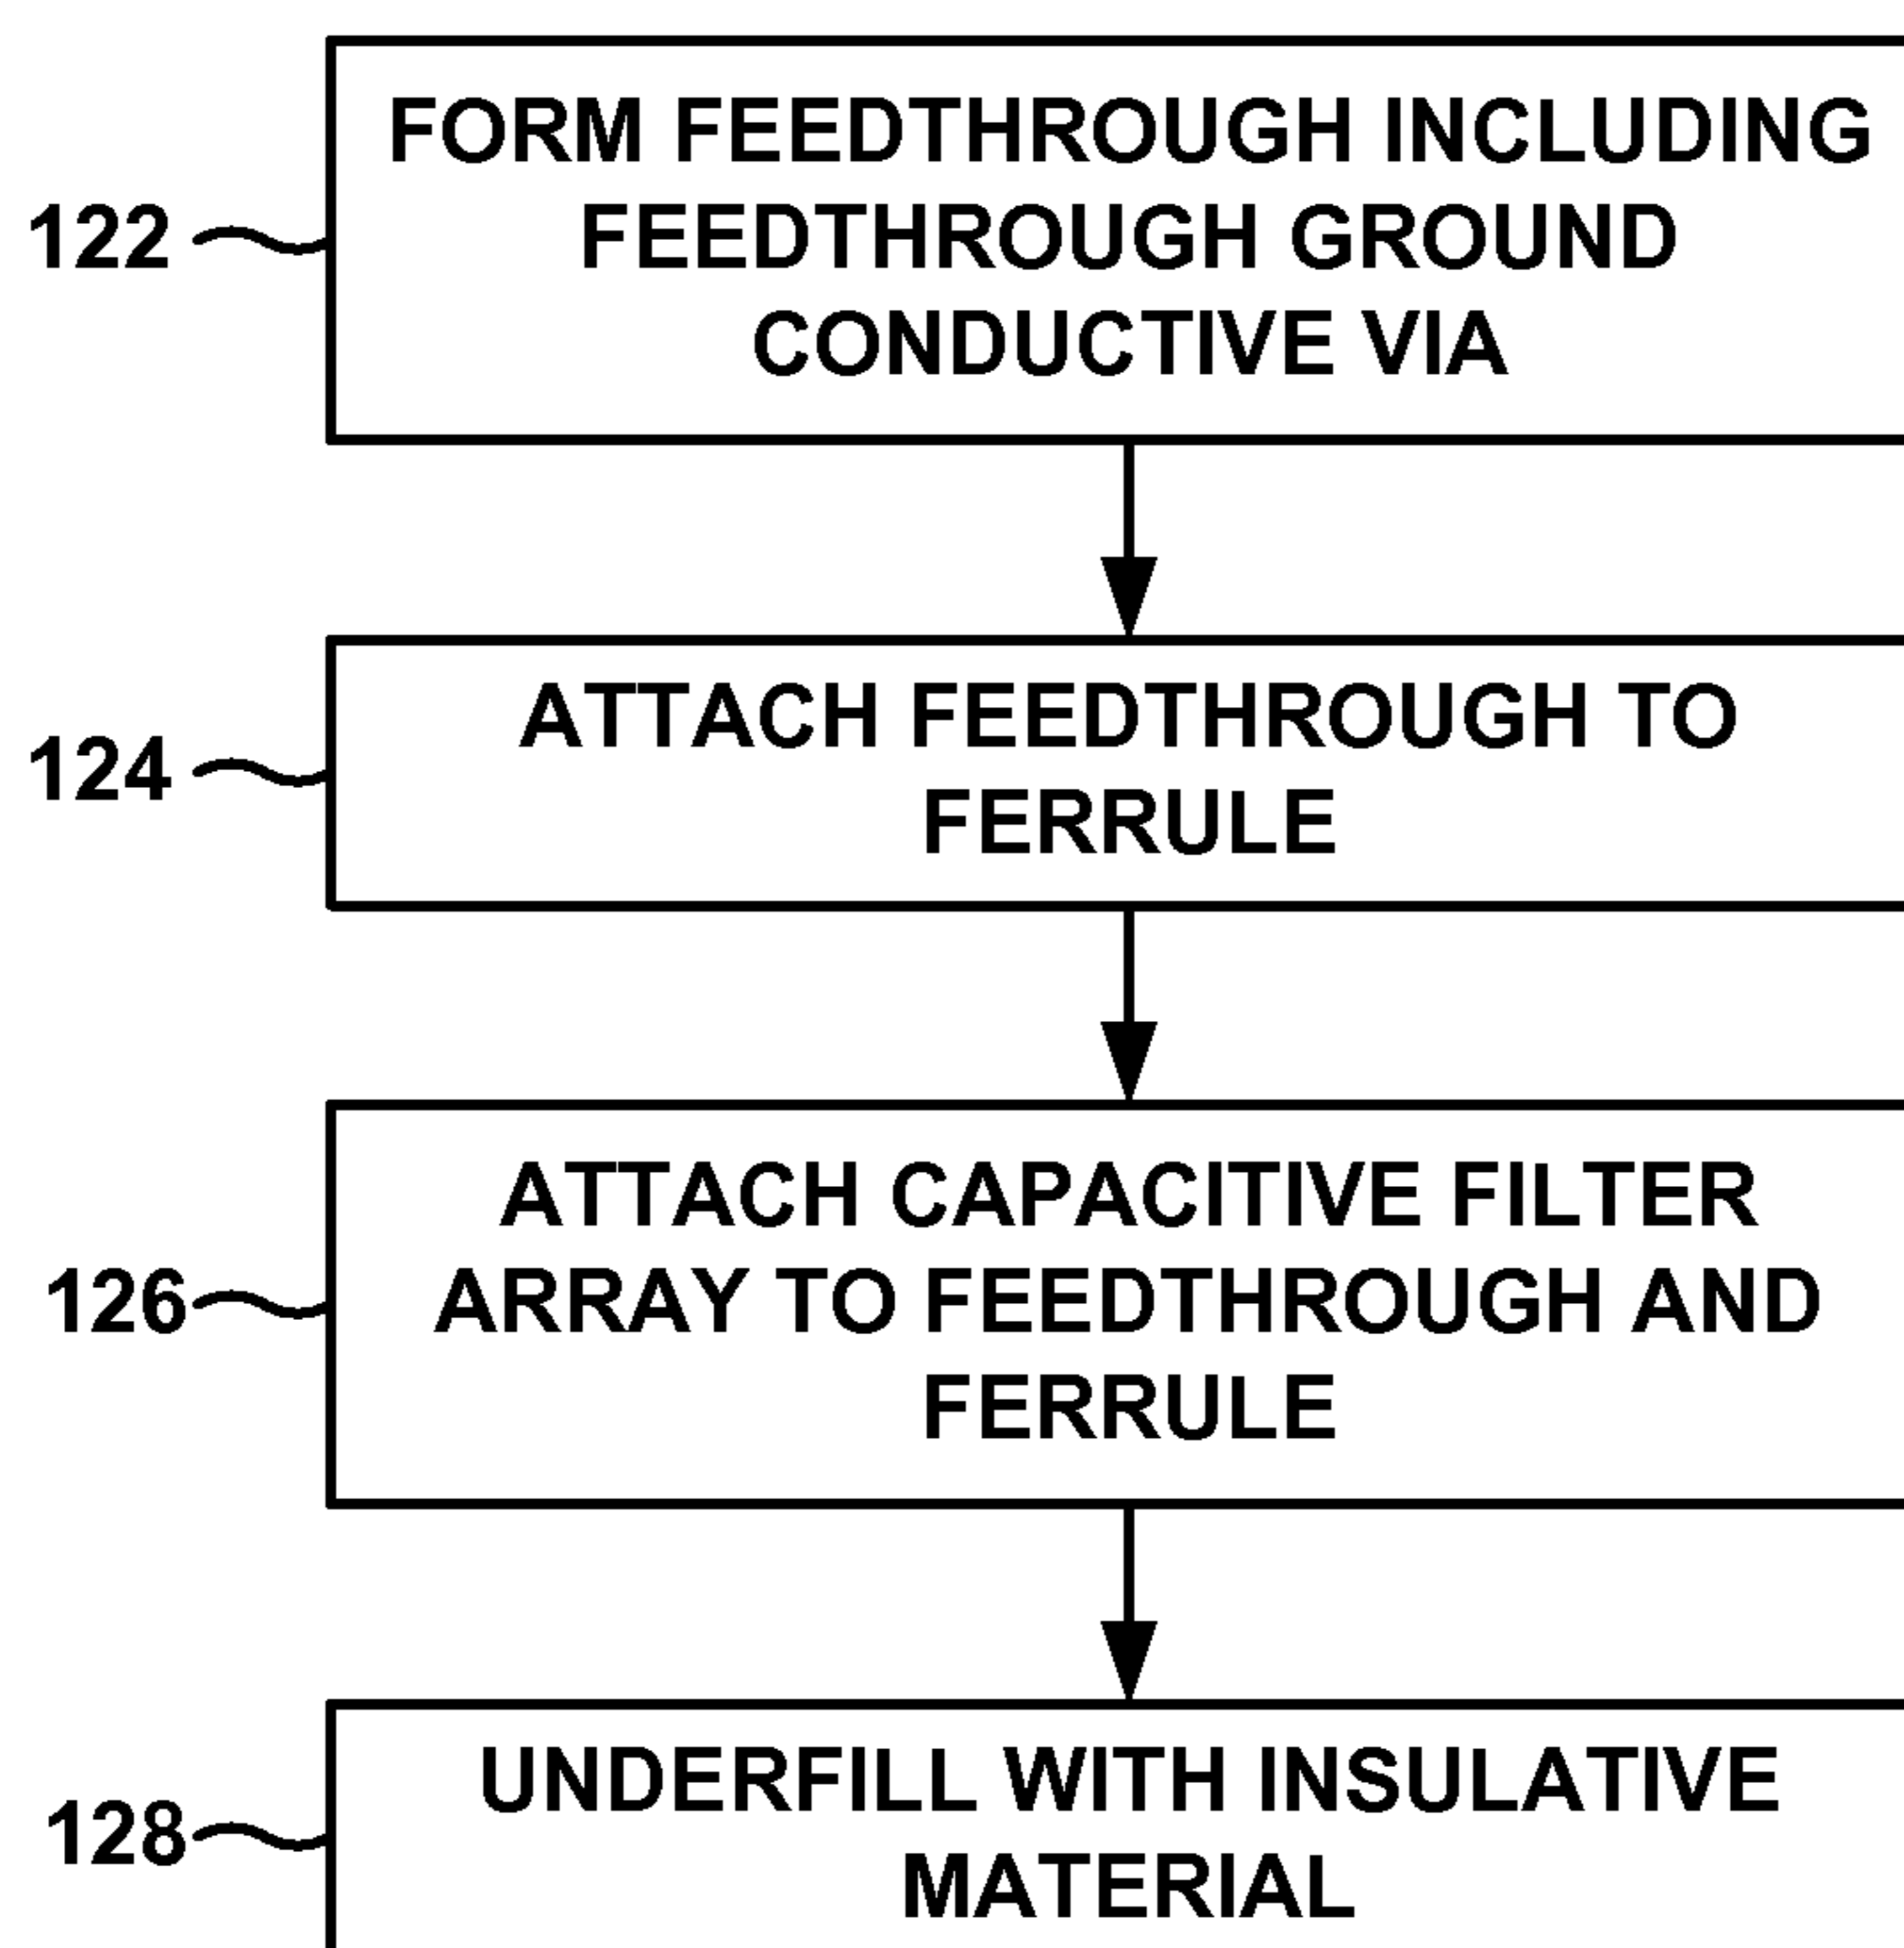 FORM FEEDTHROUGH INCLUDING
122
FEEDTHROUGH GROUND
CONDUCTIVE VIA
ATTACH FEEDTHROUGH TO
124
FERRULE
ATTACH CAPACITIVE FILTER
126
ARRAY TO FEEDTHROUGH AND
FERRULE
UNDERFILL WITH INSULATIVE
128
MATERIAL